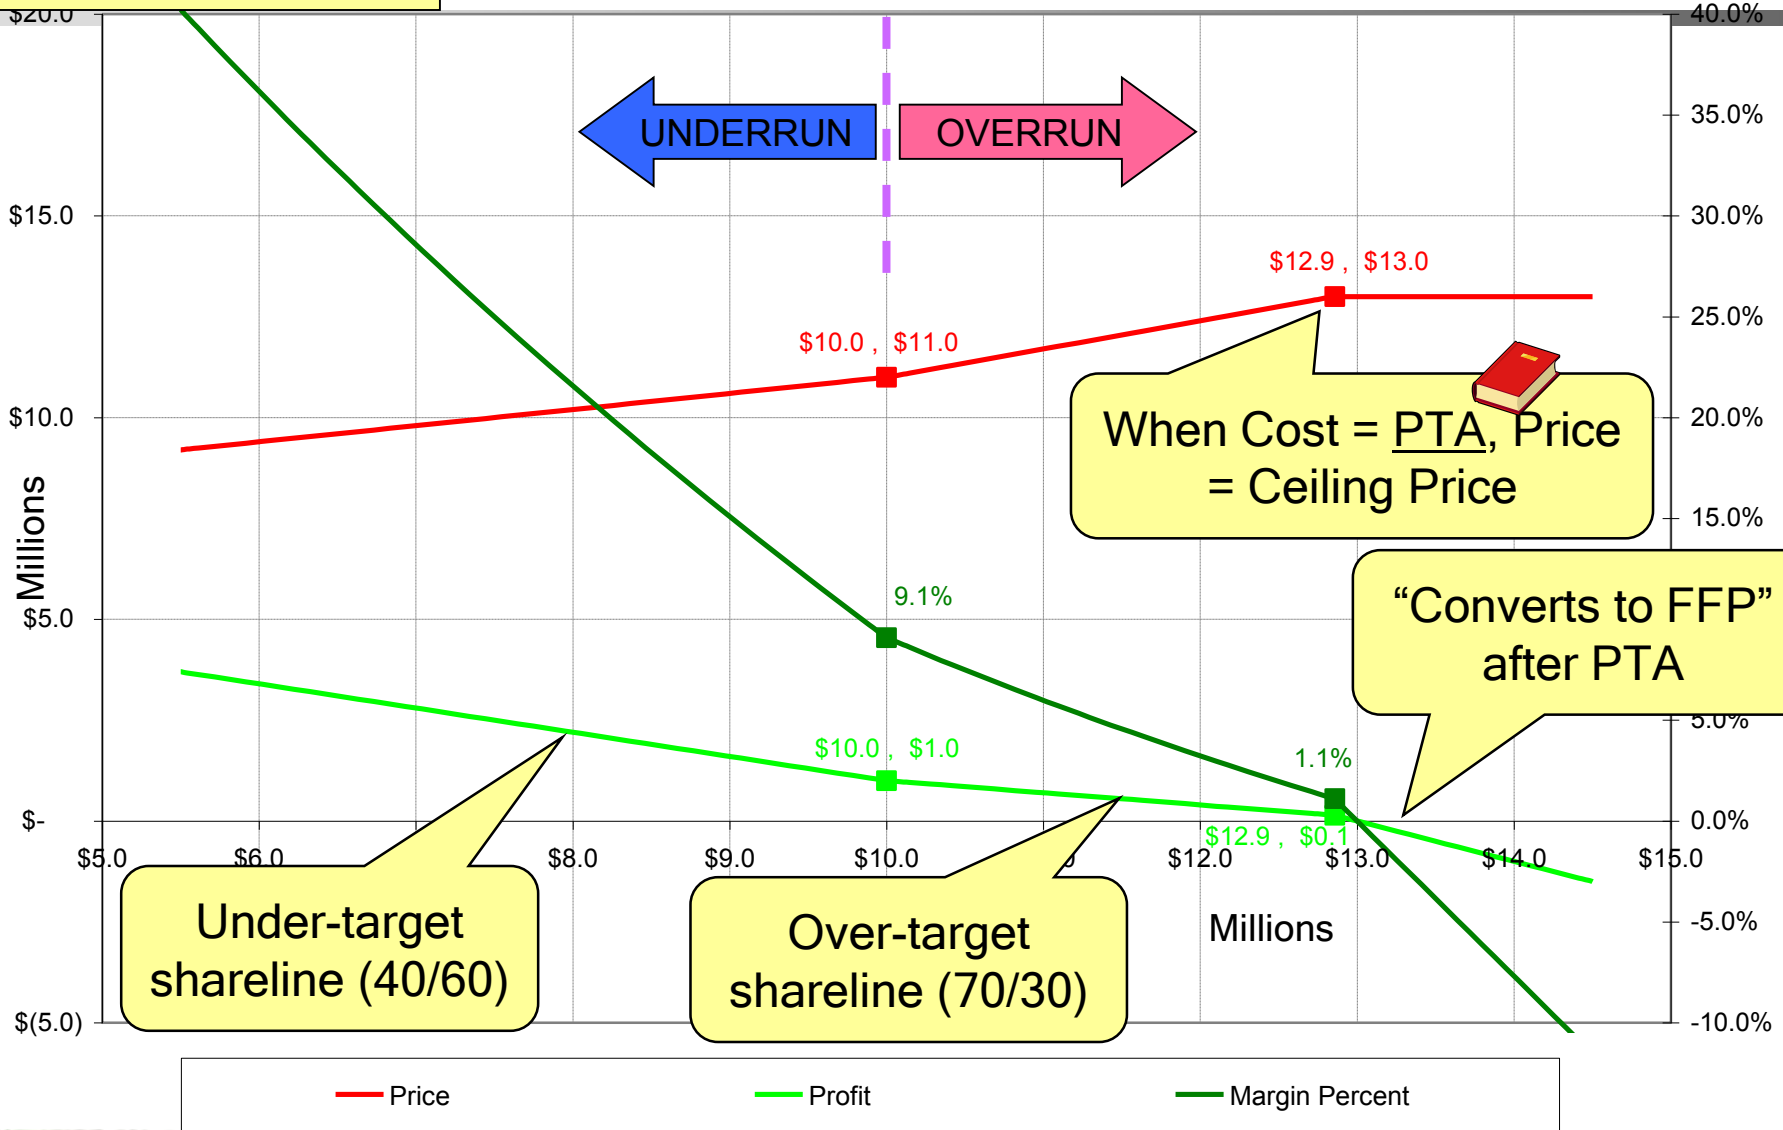 $20.0
40.0%
UNDERRUN
OVERRUN
35.0%
$15.0
30.0%
$12.9 , $13.0
25.0%
$10.0 , $11.0
$10.0
20.0%
When Cost = PTA, Price
= Ceiling Price
Millions
15.0%
9.1%
$5.0
“Converts to FFP”
after PTA
5.0%
$10.0 , $1.0
1.1%
$-
0.0%
$12.9 , $0.1
$5.0
$6.0
$8.0
$9.0
$10.0
$12.0
$13.0
$14.0
$15.0
Under-target
shareline (40/60)
Over-target
shareline (70/30)
Millions
-5.0%
$(5.0)
-10.0%
Price
Profit
Margin Percent